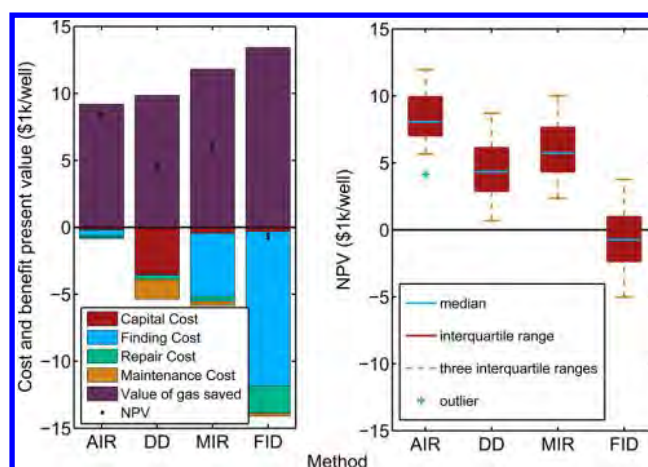 Cost and benefit present value ($1k/well)
15
10
5
0
−5
−10
−15
Capital Cost
Finding Cost
Repair Cost
Maintenance Cost
Value of gas saved
NPV
AIR DD MIR FID
NPV ($1k/well)
15
10
5
0
−5
−10
−15
median
interquartile range
three interquartile ranges
outlier
AIR DD MIR FID
Method